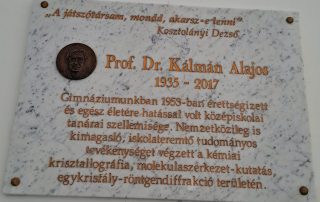 „A játszótársam, mondd, akarsz-e lenni"
Kosztolányi Dezső
Prof. Dr. Kálmán Alajos
1935 - 2017
Gimnáziumunkban 1953-ban érettségizett
és egész életére hatással volt középiskolai
tanárai szellemisége. Nemzetközileg is
kimagasló, iskolateremtő tudományos
tevékenységet végzett a kémiai
krisztallográfia, molekulaszerkezet-kutatás,
egykristály-röntgendiffrakció területén.